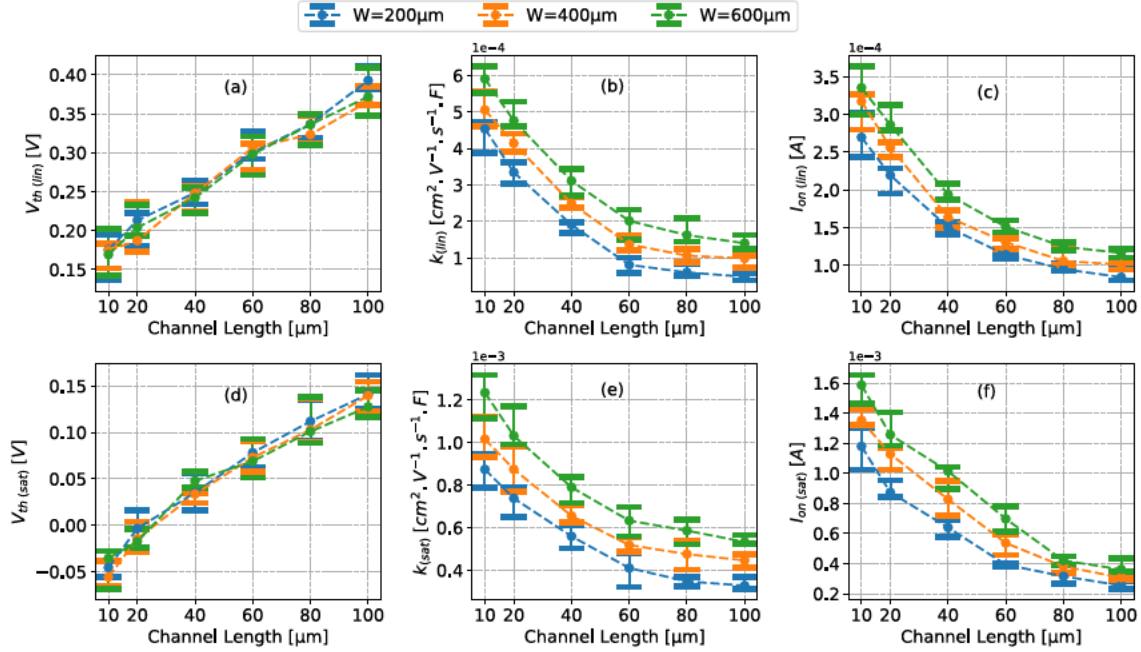 W=200μm W=400μm W=600μm
1e−4 1e−4
(a) (b) (c)
V_th (lin) [V]
0.40
0.35
0.30
0.25
0.20
0.15
10 20 40 60 80 100
Channel Length [μm]
k_(lin) [cm². V⁻¹. s⁻¹. F]
6
5
4
3
2
1
10 20 40 60 80 100
Channel Length [μm]
I_on (lin) [A]
3.5
3.0
2.5
2.0
1.5
1.0
10 20 40 60 80 100
Channel Length [μm]
1e−3 1e−3
(d) (e) (f)
V_th (sat) [V]
0.15
0.10
0.05
0.00
−0.05
10 20 40 60 80 100
Channel Length [μm]
k_(sat) [cm². V⁻¹. s⁻¹. F]
1.2
1.0
0.8
0.6
0.4
10 20 40 60 80 100
Channel Length [μm]
I_on (sat) [A]
1.6
1.4
1.2
1.0
0.8
0.6
0.4
0.2
10 20 40 60 80 100
Channel Length [μm]